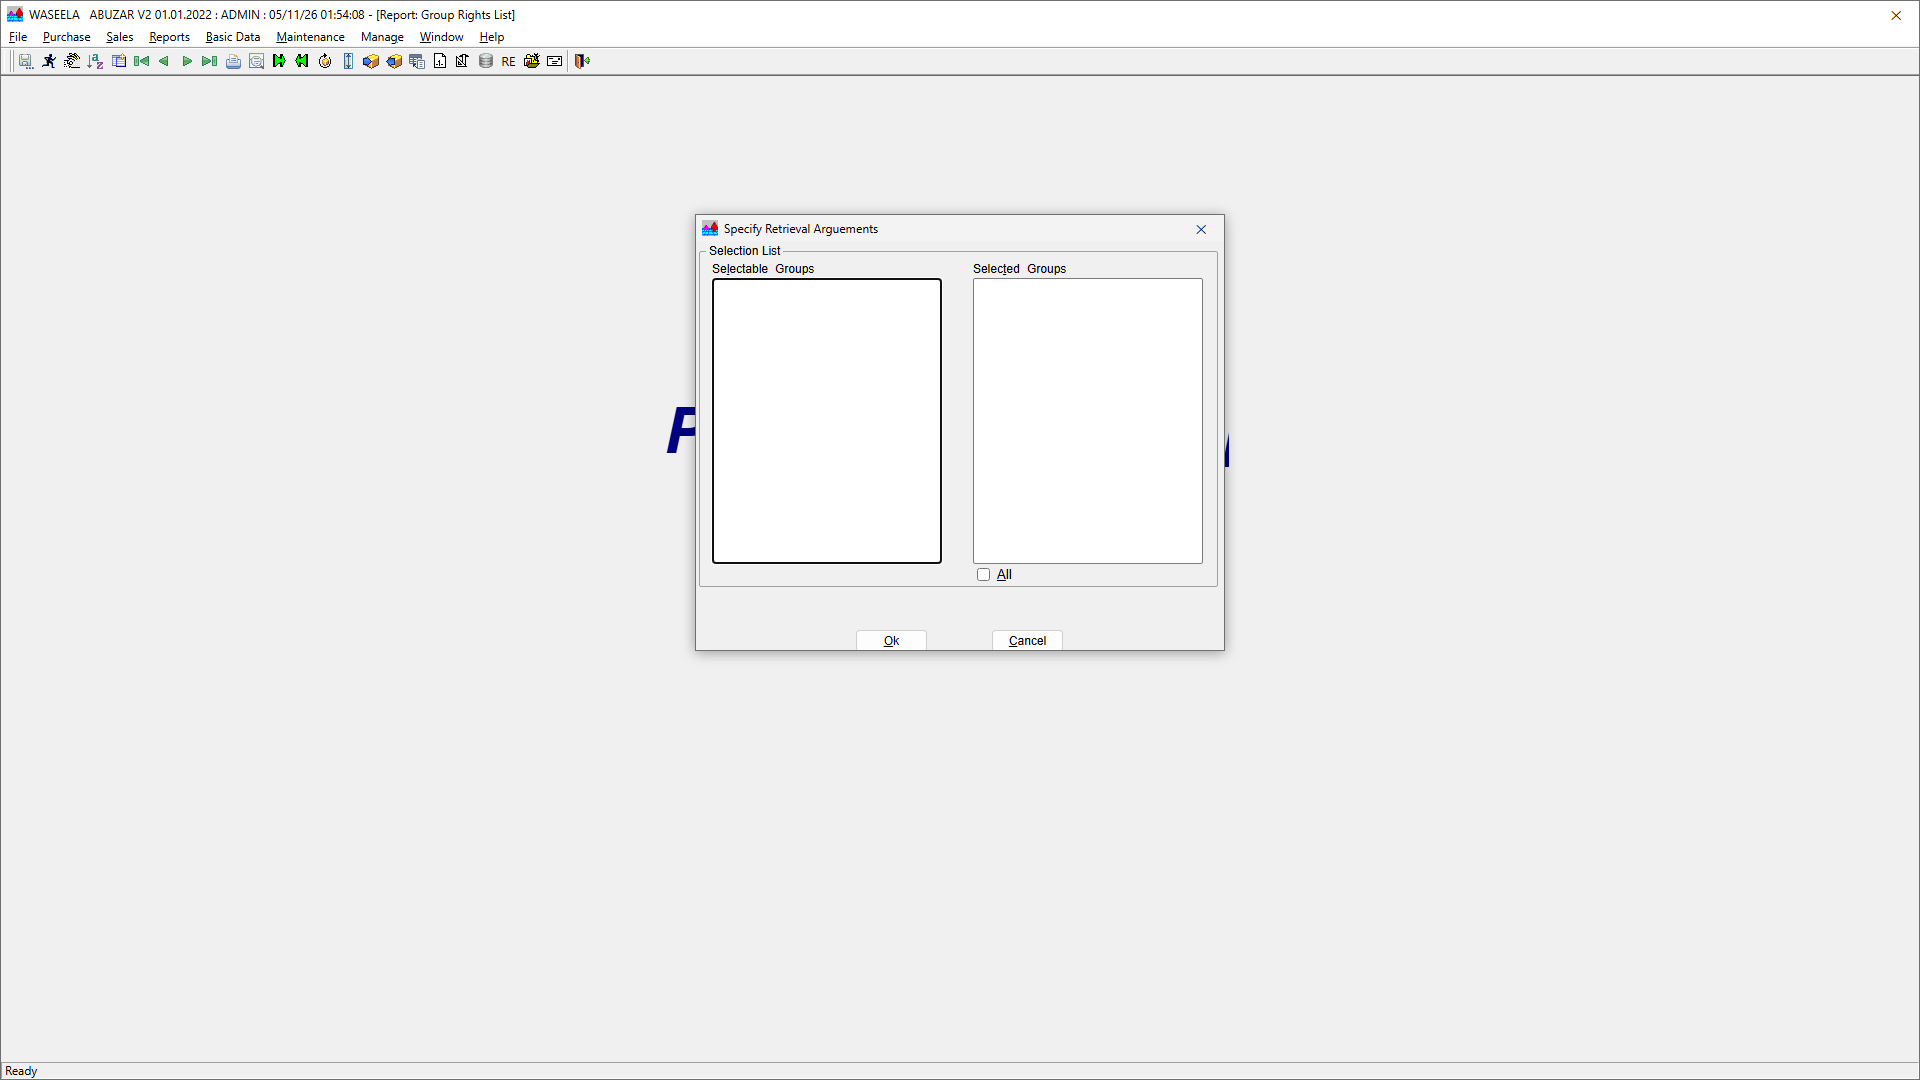 WASEELA   ABUZAR V2 01.01.2022 : ADMIN : 05/11/26 01:54:08 - [Report: Group Rights List]
File Purchase Sales Reports Basic Data Maintenance Manage Window Help
RE
Specify Retrieval Arguements
Selection List
Selectable  Groups Selected  Groups
All
Ok Cancel
Ready